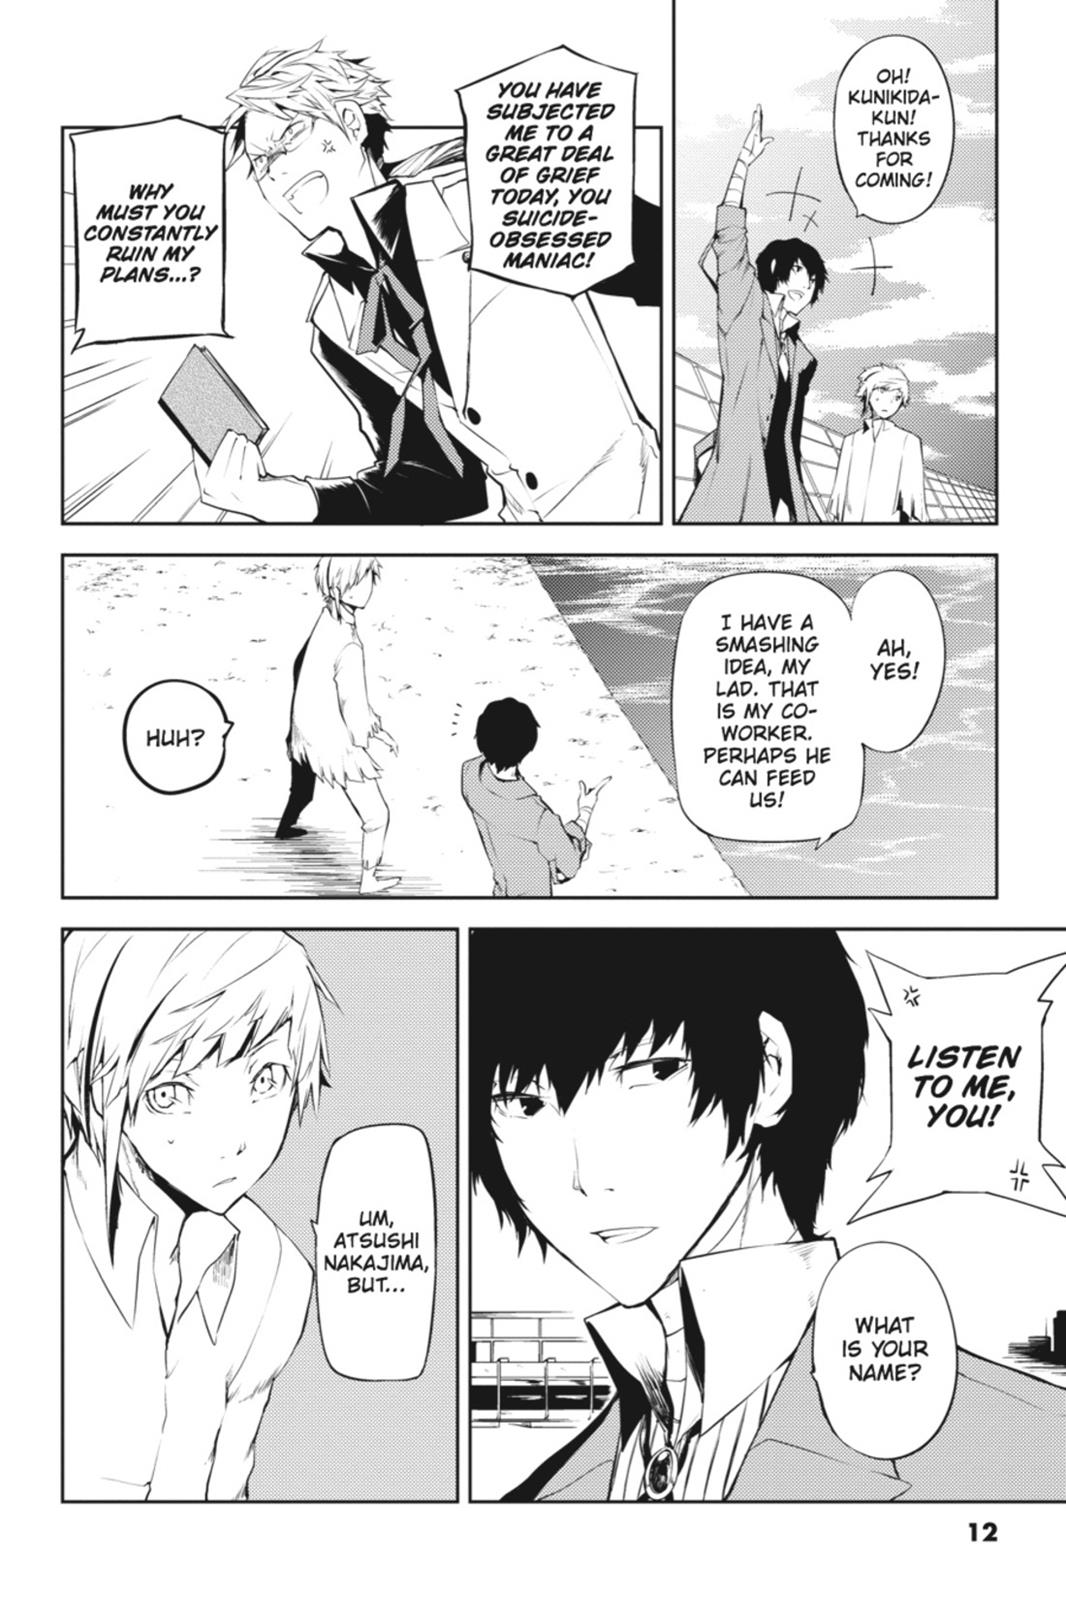 OH!
KUNIKIDA-
KUN!
THANKS
FOR
COMING!
YOU HAVE
SUBJECTED
ME TO A
GREAT DEAL
OF GRIEF
TODAY, YOU
SUICIDE-
OBSESSED
MANIAC!
WHY
MUST YOU
CONSTANTLY
RUIN MY
PLANS...?
AH,
YES!
I HAVE A
SMASHING
IDEA, MY
LAD. THAT
IS MY CO-
WORKER.
PERHAPS HE
CAN FEED
US!
HUH?
LISTEN
TO ME,
YOU!
WHAT
IS YOUR
NAME?
UM,
ATSUSHI
NAKAJIMA,
BUT...
12